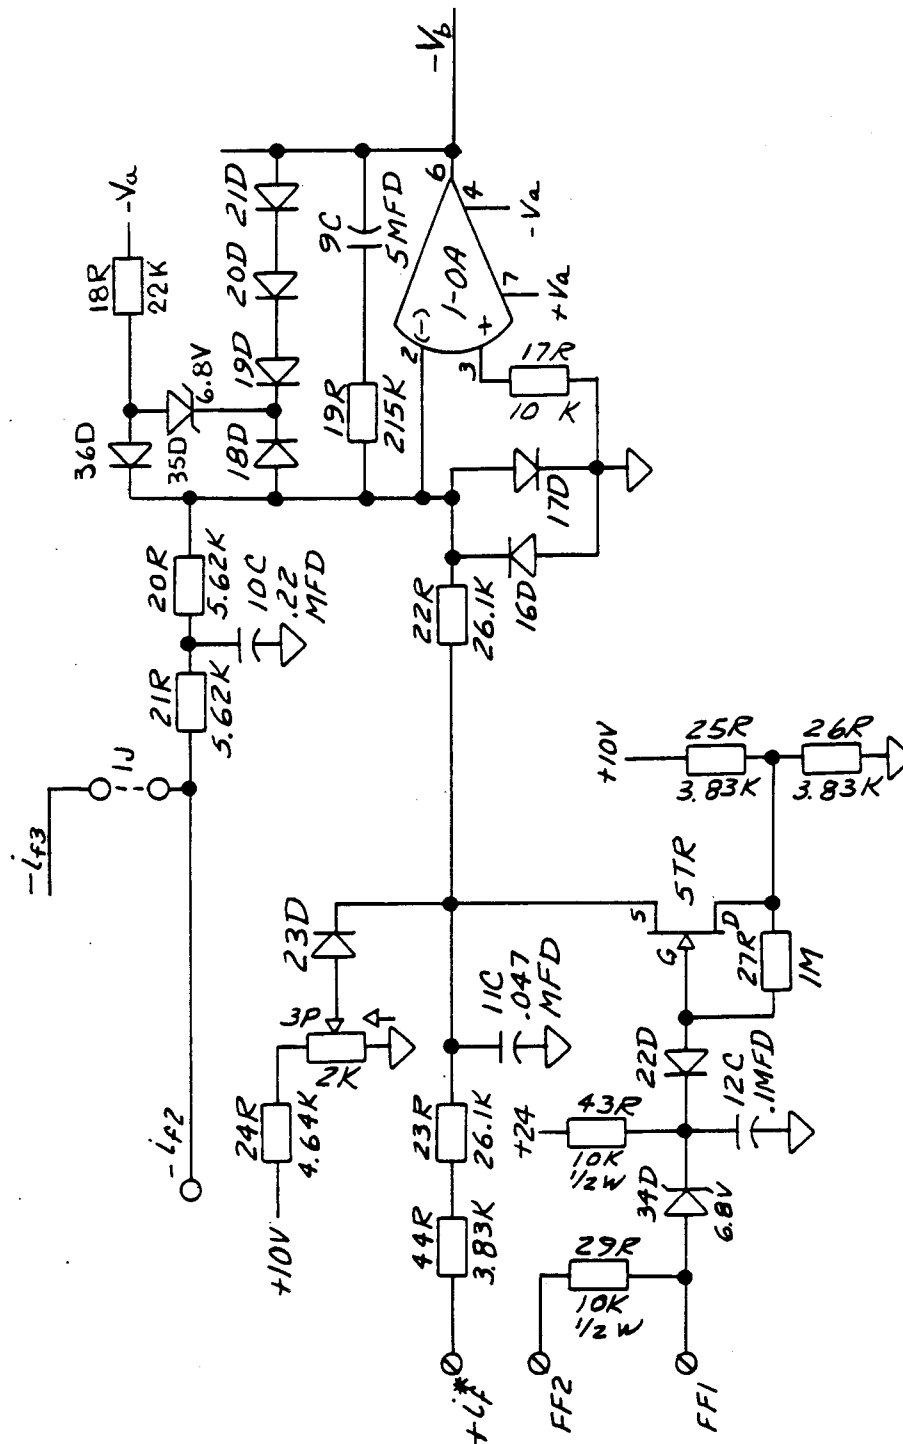 -if3
1J
-if2
21R
5.62K
20R
5.62K
10C
.22
MFD
36D
18R
22K
-Va
35D
6.8V
18D
19D
20D
21D
19R
215K
9C
5MFD
-Vb
2
(-)
1-OA
6
4
-Va
7
+Va
3
+
17R
10 K
17D
16D
22R
26.1K
+10V
24R
4.64K
3P
2K
23D
+if*
44R
3.83K
23R
26.1K
11C
.047
MFD
+10V
25R
3.83K
26R
3.83K
5TR
S
G
D
27R
1M
22D
12C
.1MFD
+24
43R
10K
1/2W
34D
6.8V
29R
10K
1/2W
FF2
FF1